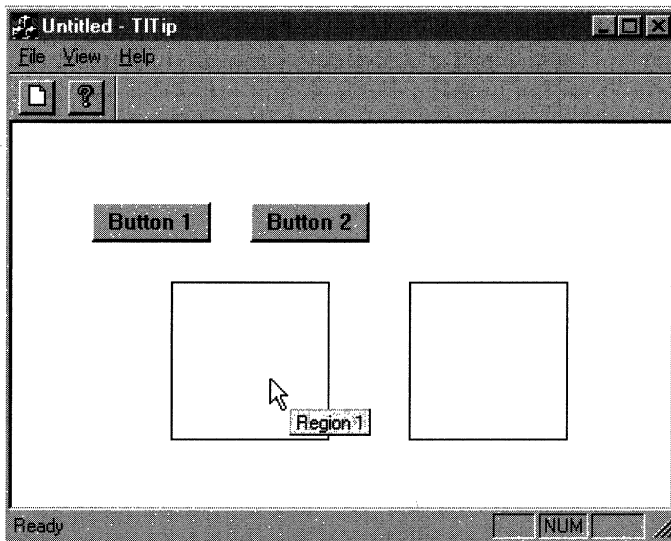 Untitled - TITip
File View Help
Button 1 Button 2
Region 1
Ready NUM